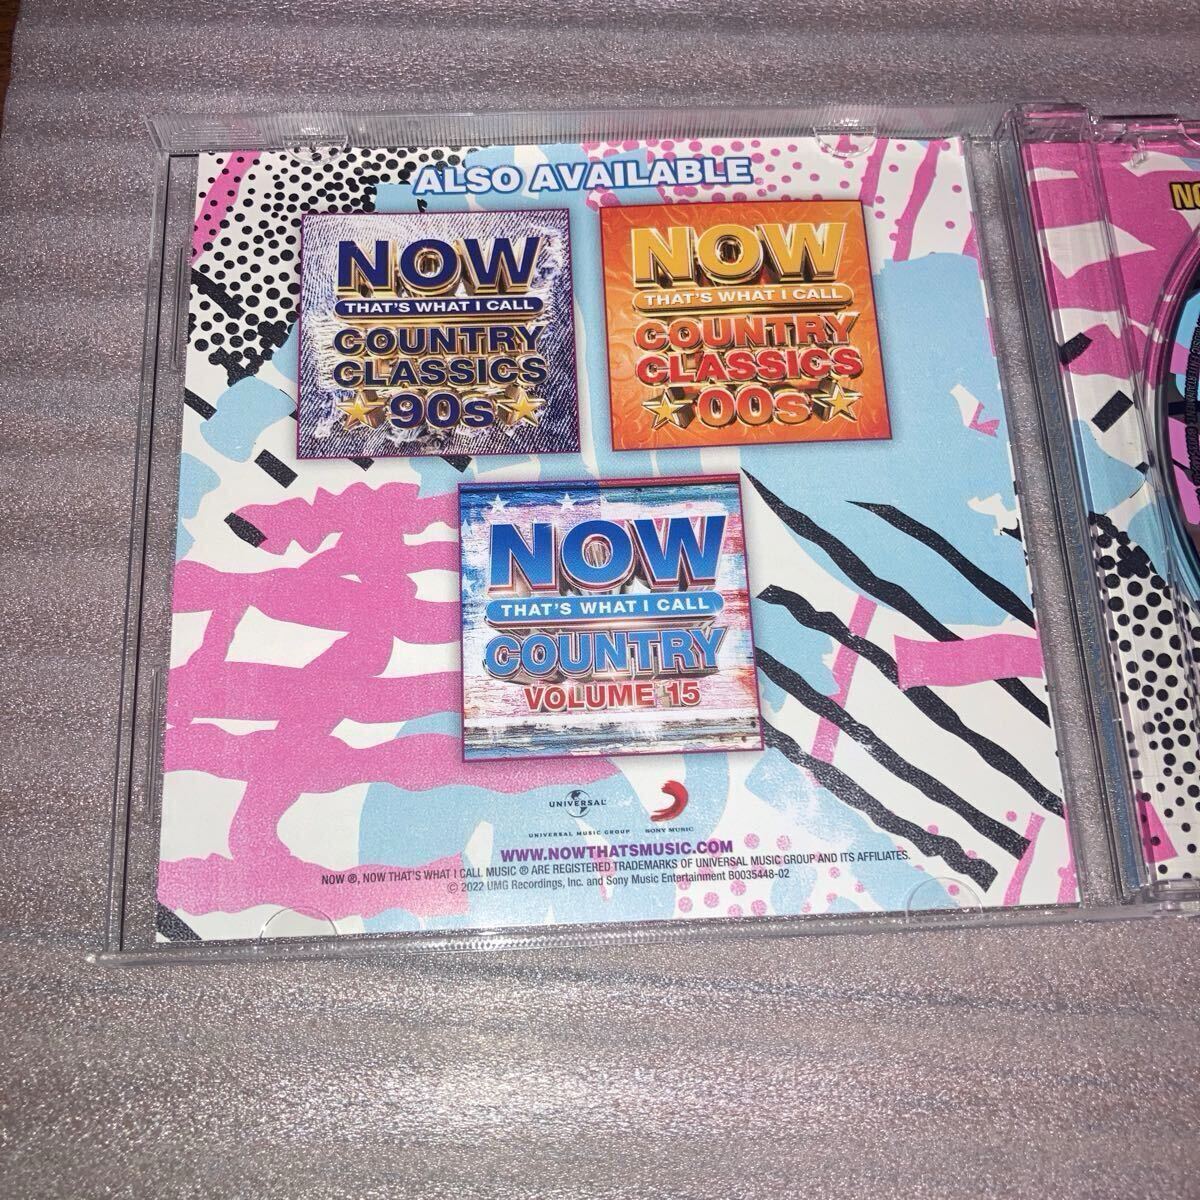 ALSO AVAILABLE
NOW
THAT'S WHAT I CALL
COUNTRY
CLASSICS
90s
NOW
THAT'S WHAT I CALL
COUNTRY
CLASSICS
00s
NOW
THAT'S WHAT I CALL
COUNTRY
VOLUME 15
UNIVERSAL
UNIVERSAL MUSIC GROUP
SONY MUSIC
WWW.NOWTHATSMUSIC.COM
NOW ®, NOW THAT'S WHAT I CALL MUSIC ® ARE REGISTERED TRADEMARKS OF UNIVERSAL MUSIC GROUP AND ITS AFFILIATES.
© 2022 UMG Recordings, Inc. and Sony Music Entertainment B0035448-02